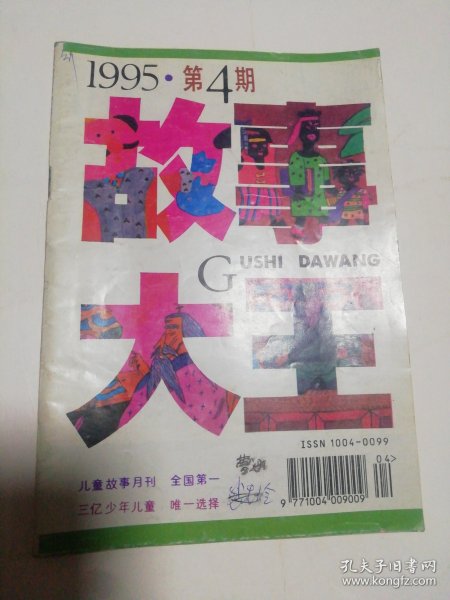 1995·第4期
故事
GUSHI DAWANG
大王
ISSN 1004-0099
04>
儿童故事月刊 全国第一
三亿少年儿童 唯一选择
9 771004 009009
孔夫子旧书网
www.kongfz.com